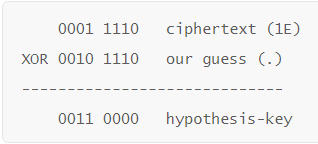 0001 1110 ciphertext (1E)
XOR 0010 1110 our guess (.)
----------------------------
0011 0000 hypothesis-key